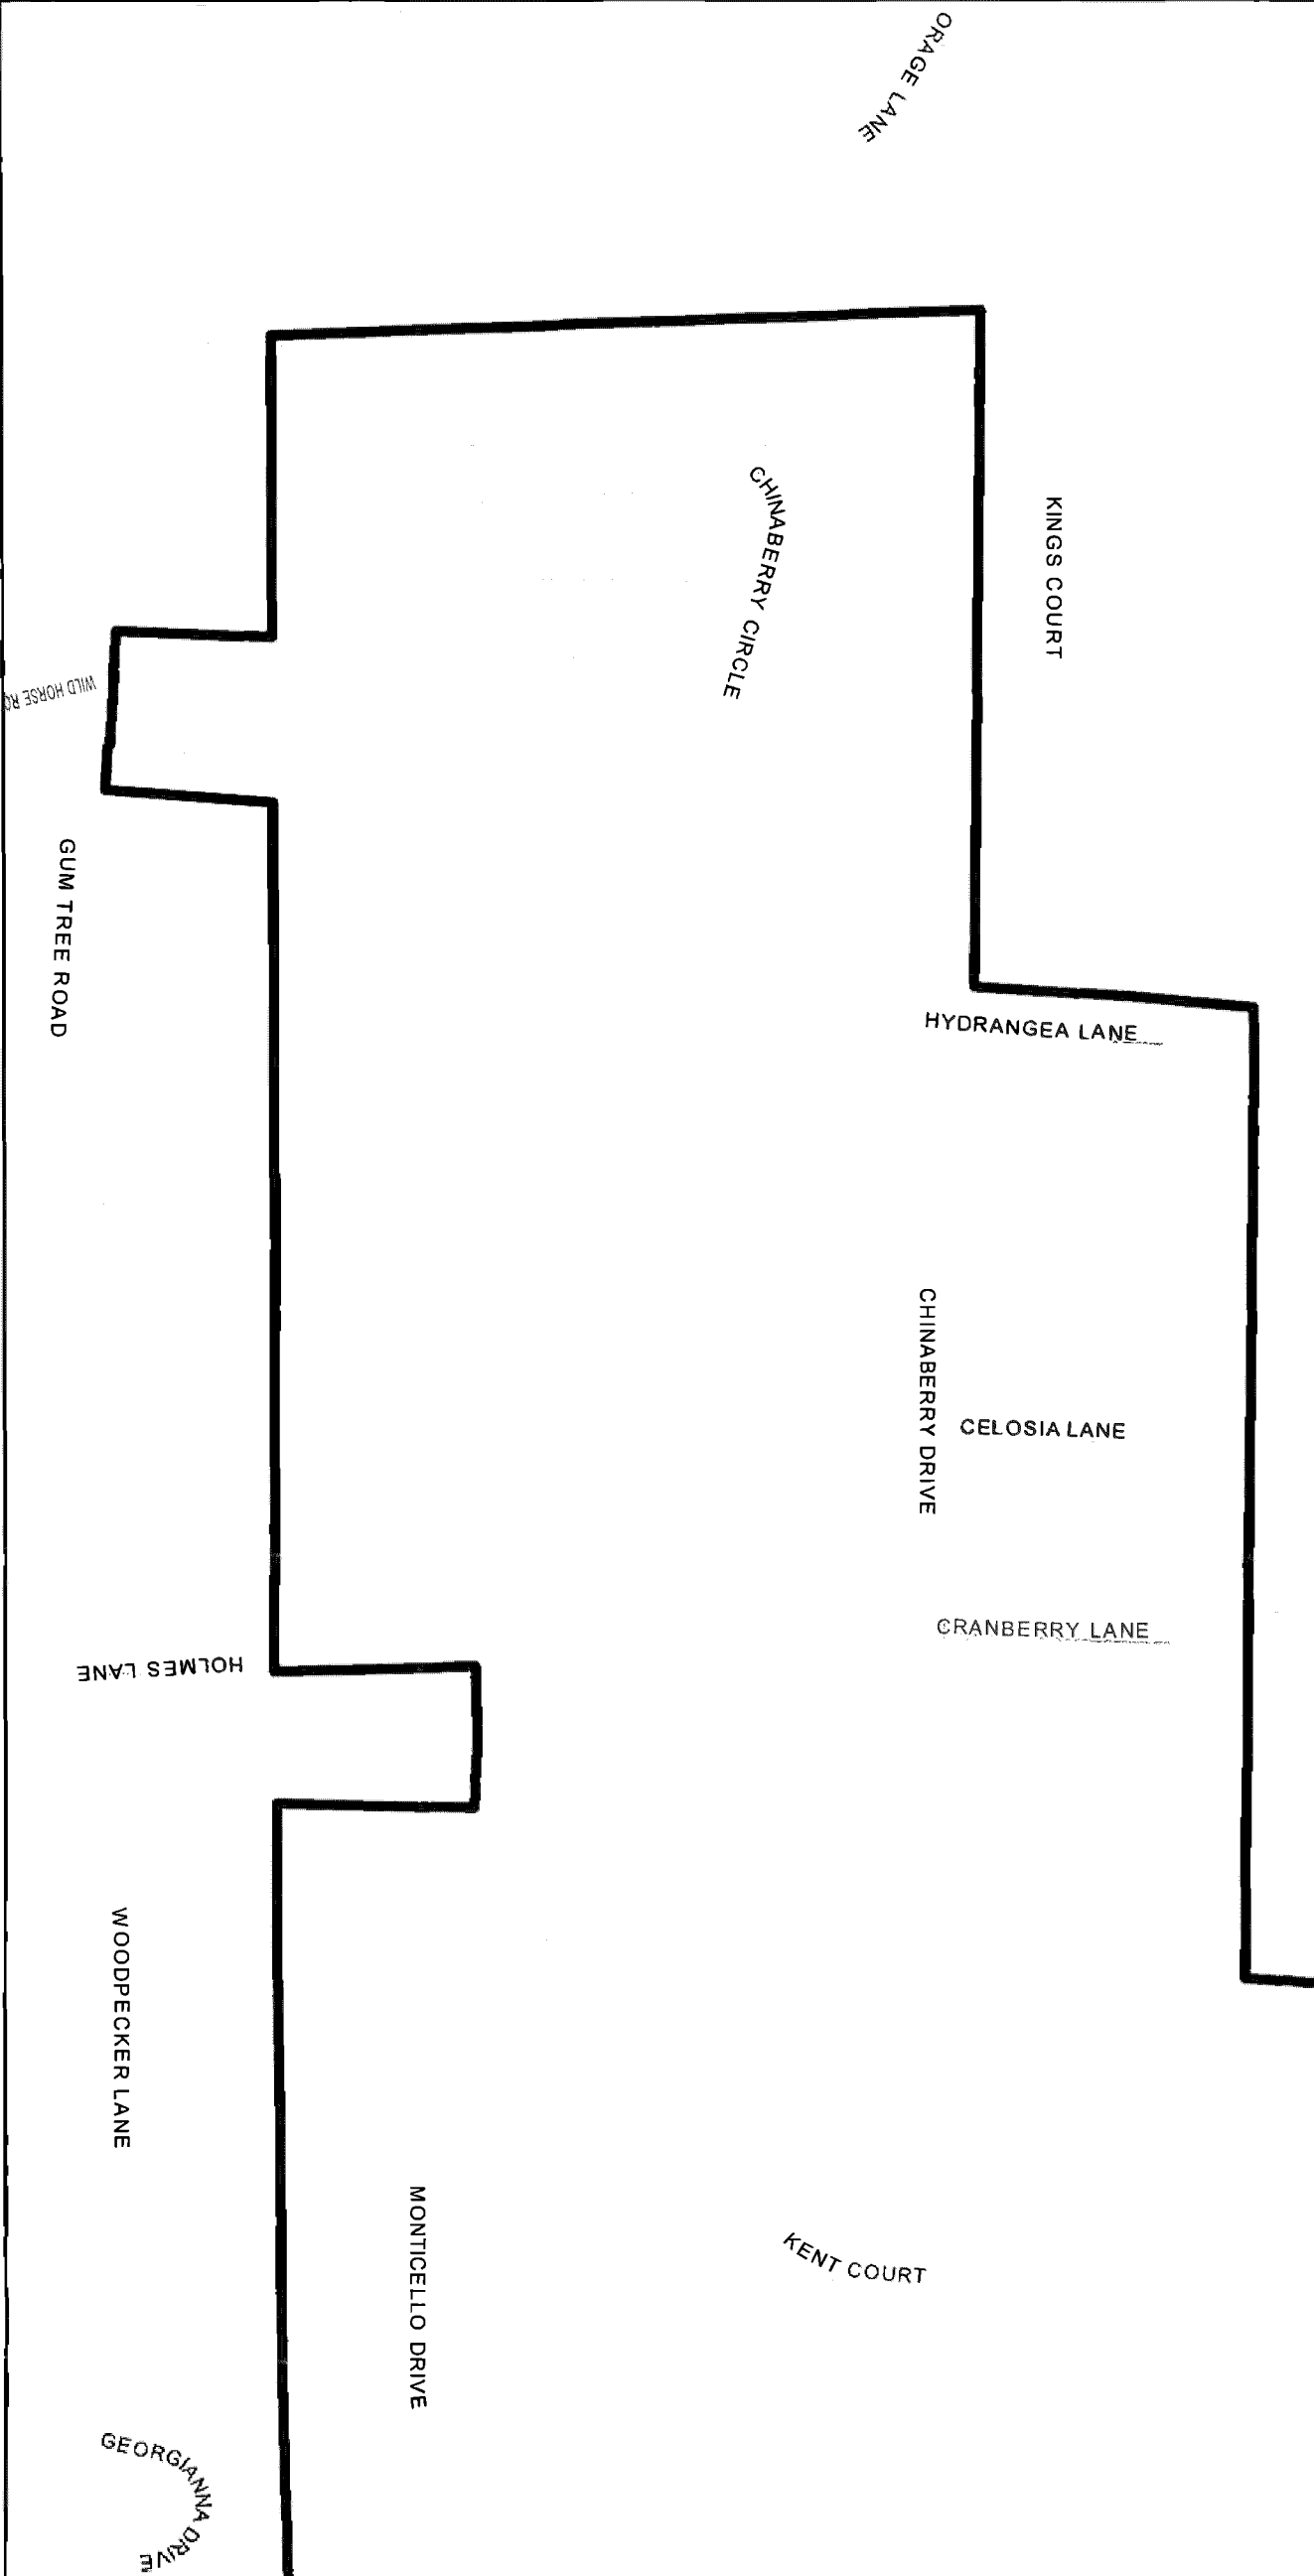 ORAGE LANE
CHINABERRY CIRCLE
KINGS COURT
WILD HORSE RO
GUM TREE ROAD
HYDRANGEA LANE
CHINABERRY DRIVE
CELOSIA LANE
CRANBERRY LANE
HOLMES LANE
WOODPECKER LANE
MONTICELLO DRIVE
KENT COURT
GEORGIANNA DRIVE